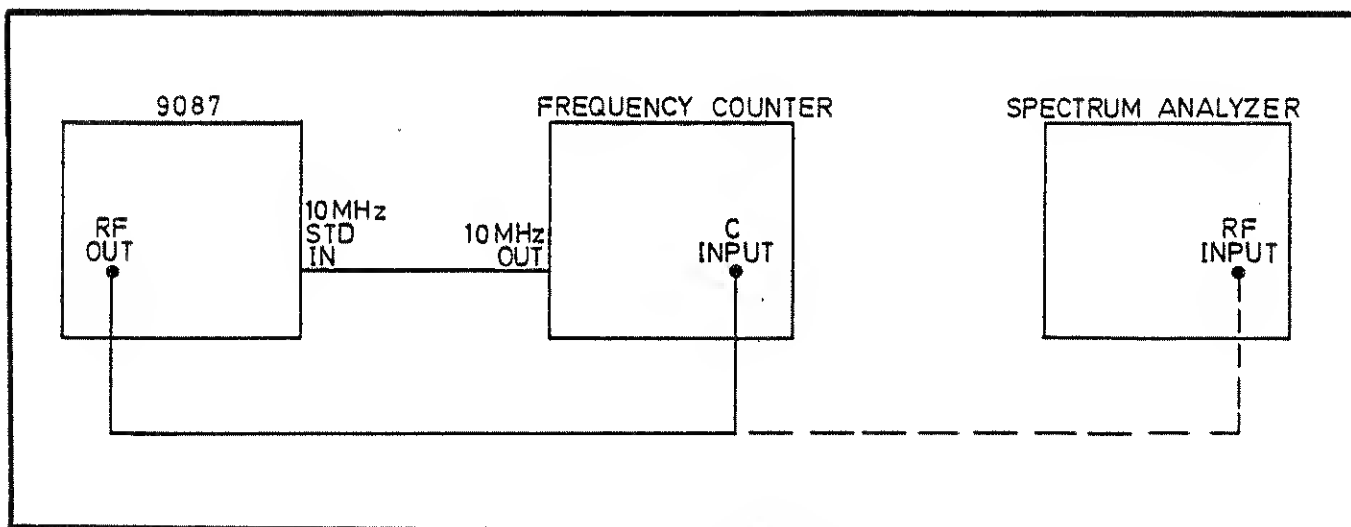 9087
RF
OUT
10 MHz
STD
IN
FREQUENCY COUNTER
10 MHz
OUT
C
INPUT
SPECTRUM ANALYZER
RF
INPUT